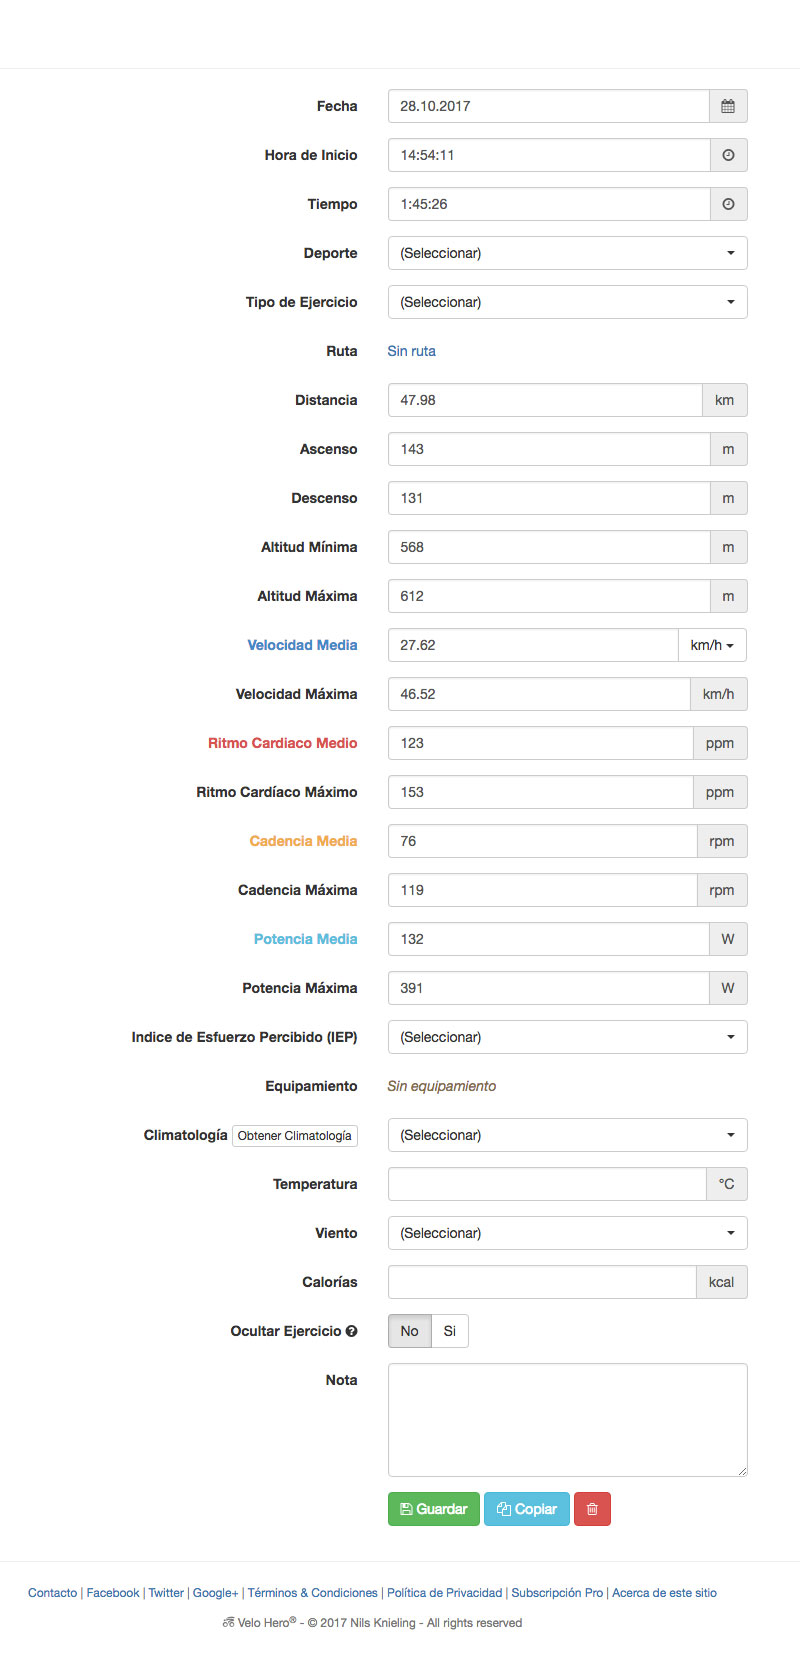 Fecha 28.10.2017
Hora de Inicio 14:54:11
Tiempo 1:45:26
Deporte (Seleccionar)
Tipo de Ejercicio (Seleccionar)
Ruta Sin ruta
Distancia 47.98 km
Ascenso 143 m
Descenso 131 m
Altitud Mínima 568 m
Altitud Máxima 612 m
Velocidad Media 27.62 km/h
Velocidad Máxima 46.52 km/h
Ritmo Cardiaco Medio 123 ppm
Ritmo Cardíaco Máximo 153 ppm
Cadencia Media 76 rpm
Cadencia Máxima 119 rpm
Potencia Media 132 W
Potencia Máxima 391 W
Indice de Esfuerzo Percibido (IEP) (Seleccionar)
Equipamiento Sin equipamiento
Climatología Obtener Climatología (Seleccionar)
Temperatura °C
Viento (Seleccionar)
Calorías kcal
Ocultar Ejercicio No Si
Nota
Guardar Copiar
Contacto | Facebook | Twitter | Google+ | Términos & Condiciones | Política de Privacidad | Subscripción Pro | Acerca de este sitio
Velo Hero® - © 2017 Nils Knieling - All rights reserved